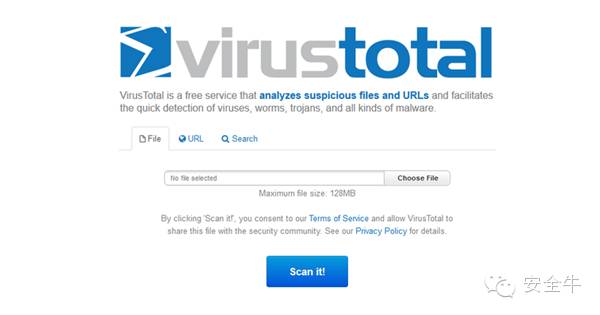 virustotal
VirusTotal is a free service that analyzes suspicious files and URLs and facilitates
the quick detection of viruses, worms, trojans, and all kinds of malware.
File URL Search
No file selected Choose File
Maximum file size: 128MB
By clicking 'Scan it!', you consent to our Terms of Service and allow VirusTotal to
share this file with the security community. See our Privacy Policy for details.
Scan it!
安全牛